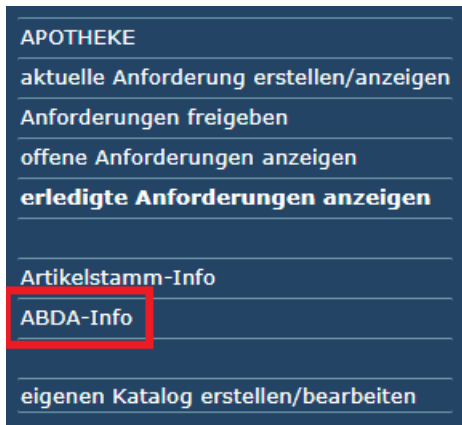 APOTHEKE
aktuelle Anforderung erstellen/anzeigen
Anforderungen freigeben
offene Anforderungen anzeigen
erledigte Anforderungen anzeigen
Artikelstamm-Info
ABDA-Info
eigenen Katalog erstellen/bearbeiten